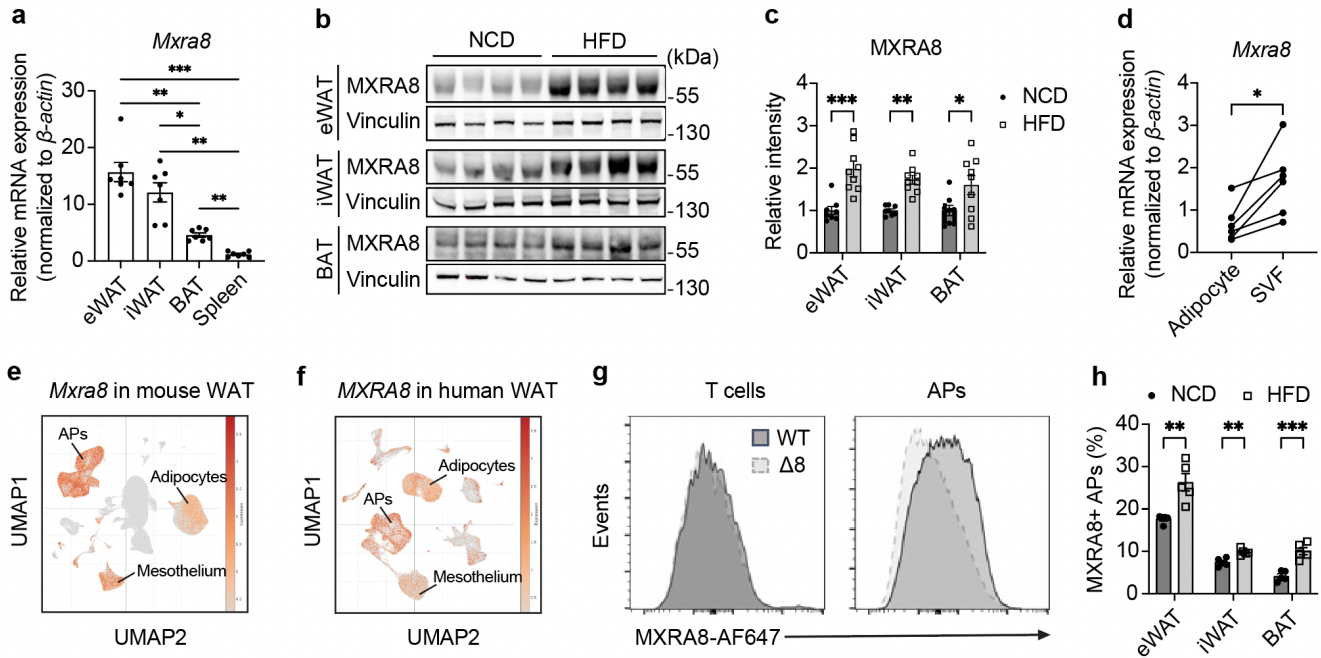 a
Mxra8
Relative mRNA expression
(normalized to β-actin)
30
20
10
0
***
**
*
**
**
eWAT
iWAT
BAT
Spleen
b
NCD
HFD
(kDa)
eWAT
MXRA8
-55
Vinculin
-130
iWAT
MXRA8
-55
Vinculin
-130
BAT
MXRA8
-55
Vinculin
-130
c
MXRA8
Relative intensity
4
3
2
1
0
***
**
*
NCD
HFD
eWAT
iWAT
BAT
d
Mxra8
Relative mRNA expression
(normalized to β-actin)
4
3
2
1
0
*
Adipocyte
SVF
e
Mxra8 in mouse WAT
APs
Adipocytes
Mesothelium
UMAP1
UMAP2
f
MXRA8 in human WAT
Adipocytes
APs
Mesothelium
UMAP1
UMAP2
g
T cells
APs
WT
Δ8
Events
MXRA8-AF647
h
NCD
HFD
MXRA8+ APs (%)
40
30
20
10
0
**
**
***
eWAT
iWAT
BAT